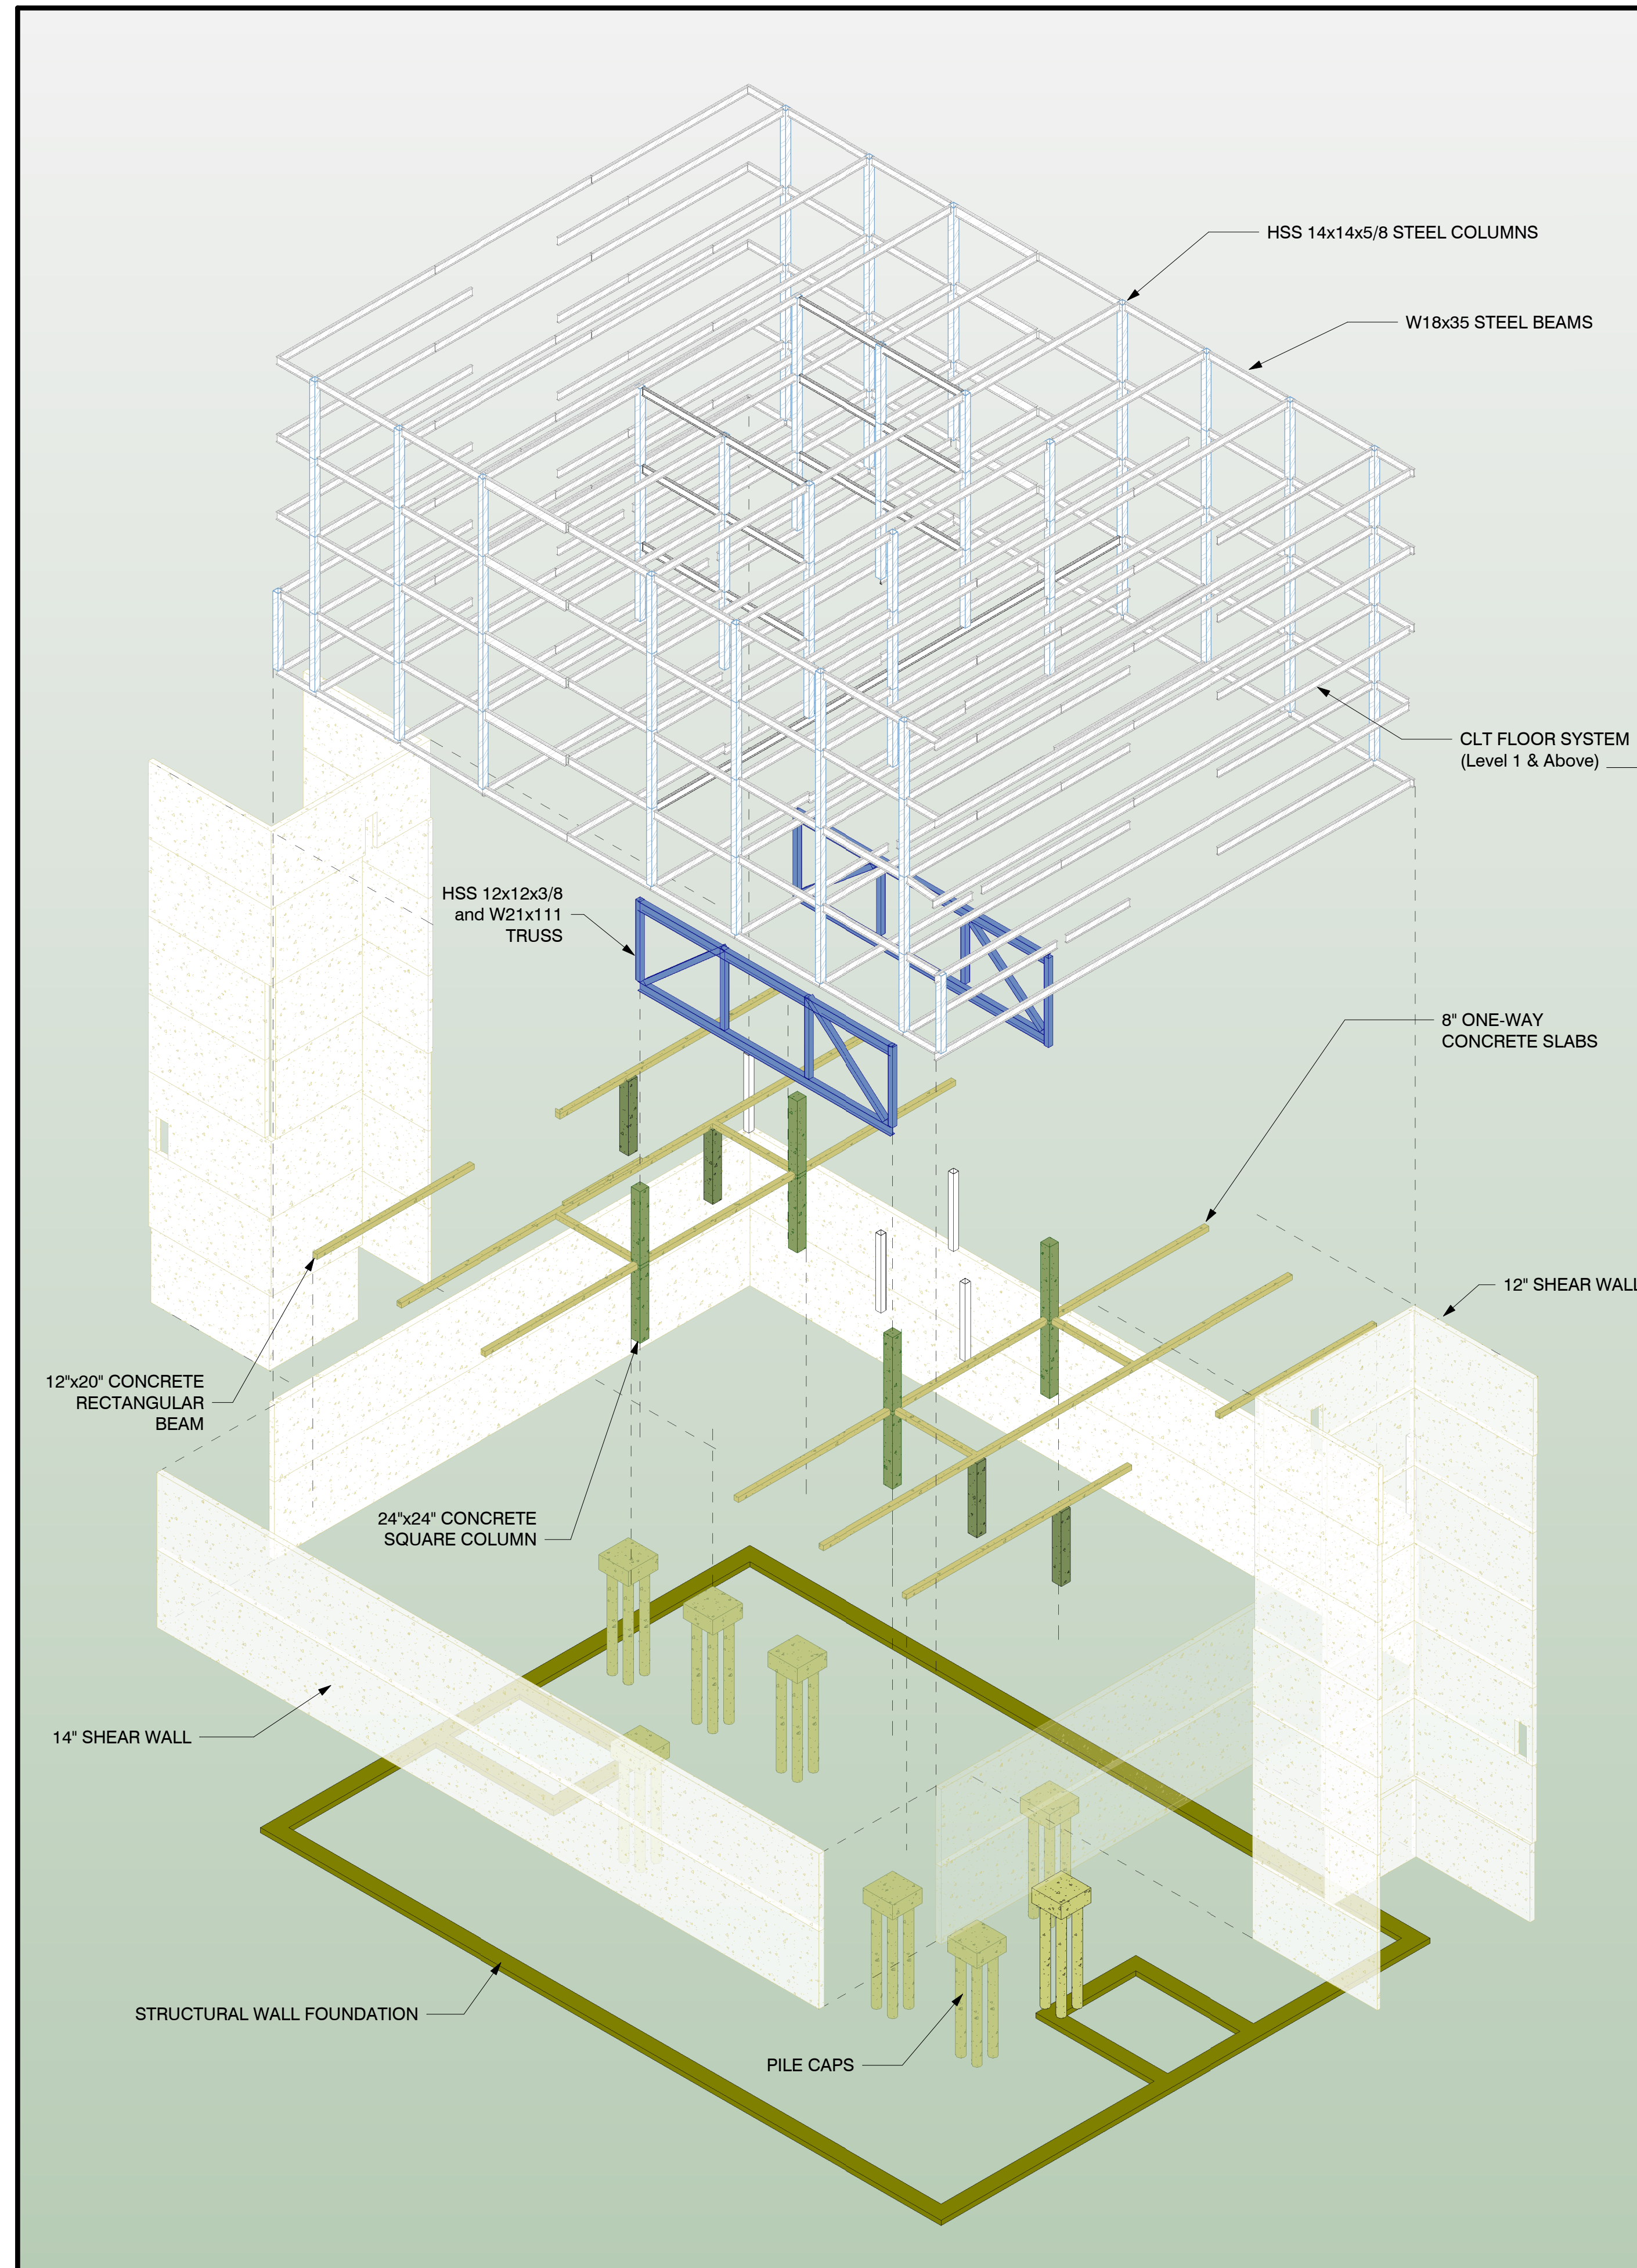 HSS 14x14x5/8 STEEL COLUMNS
W18x35 STEEL BEAMS
CLT FLOOR SYSTEM
(Level 1 & Above)
HSS 12x12x3/8
and W21x111
TRUSS
8" ONE-WAY
CONCRETE SLABS
12" SHEAR WALL
12"x20" CONCRETE
RECTANGULAR
BEAM
24"x24" CONCRETE
SQUARE COLUMN
14" SHEAR WALL
STRUCTURAL WALL FOUNDATION
PILE CAPS